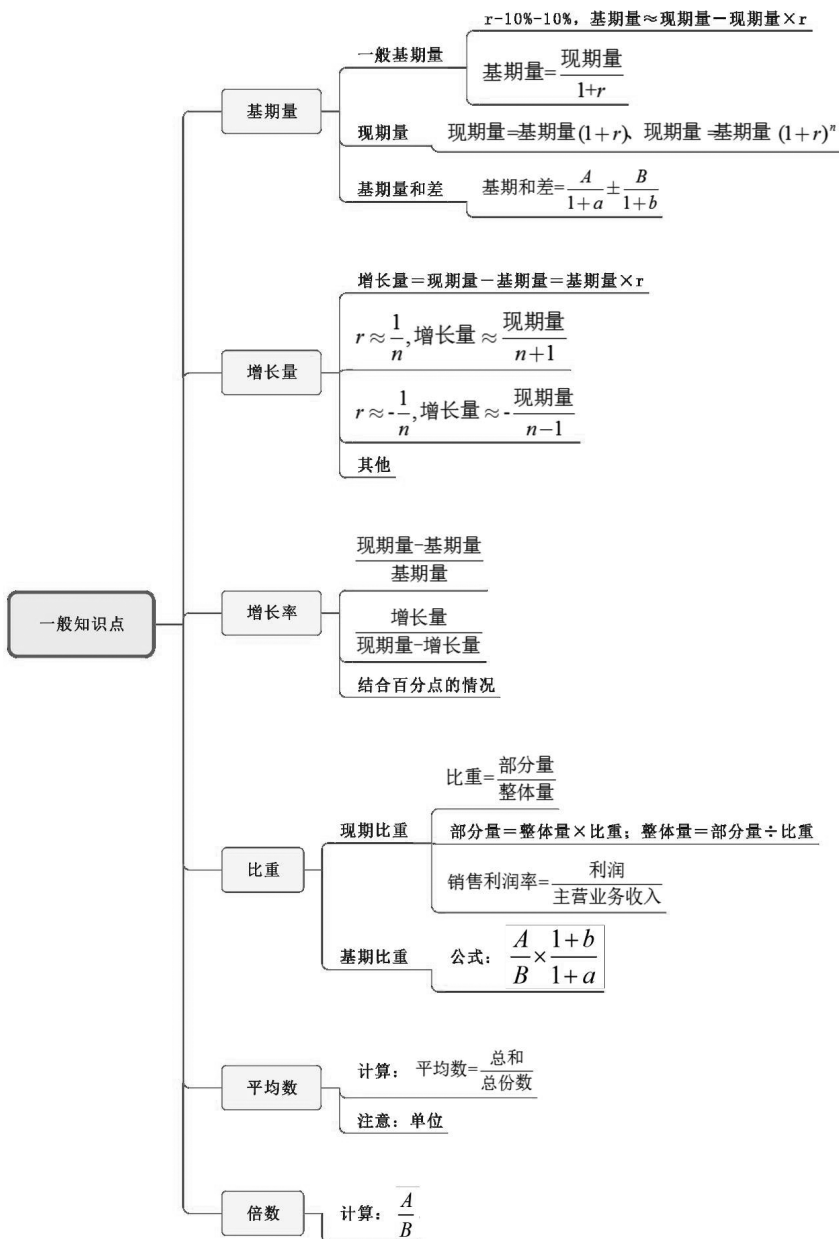 一般知识点
基期量
一般基期量
r-10%-10%，基期量≈现期量－现期量×r
基期量=现期量/1+r
现期量
现期量=基期量(1+r)、现期量=基期量 (1+r)^n
基期量和差
基期和差=A/1+a±B/1+b
增长量
增长量＝现期量－基期量＝基期量×r
r≈1/n,增长量≈现期量/n+1
r≈-1/n,增长量≈-现期量/n−1
其他
增长率
现期量-基期量/基期量
增长量/现期量-增长量
结合百分点的情况
比重
现期比重
比重=部分量/整体量
部分量＝整体量×比重；整体量＝部分量÷比重
销售利润率=利润/主营业务收入
基期比重
公式：A/B×1+b/1+a
平均数
计算：平均数=总和/总份数
注意：单位
倍数
计算：A/B